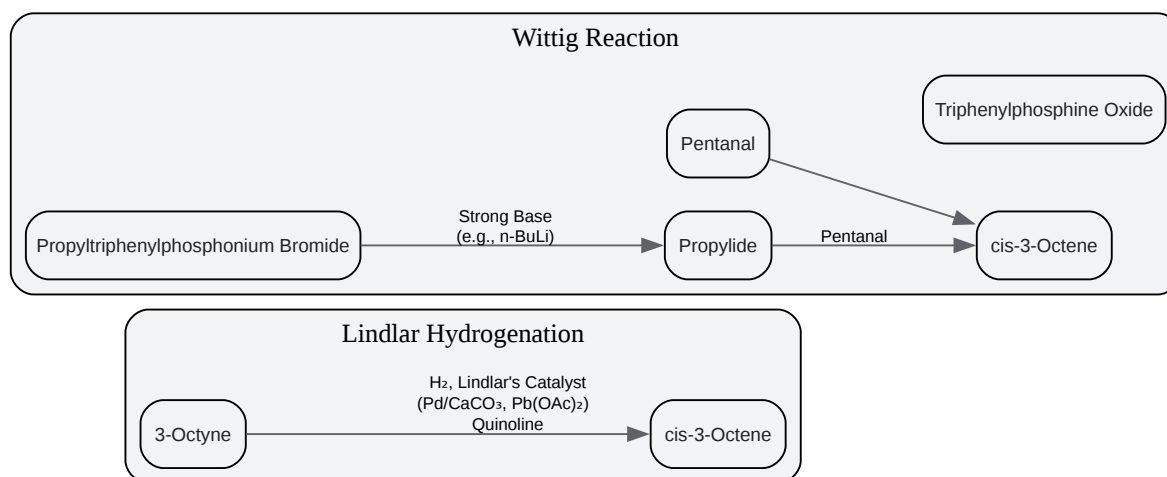 Wittig Reaction
Triphenylphosphine Oxide
Pentanal
Propyltriphenylphosphonium Bromide
Strong Base
(e.g., n-BuLi)
Propylide
Pentanal
cis-3-Octene
Lindlar Hydrogenation
3-Octyne
H₂, Lindlar's Catalyst
(Pd/CaCO₃, Pb(OAc)₂)
Quinoline
cis-3-Octene